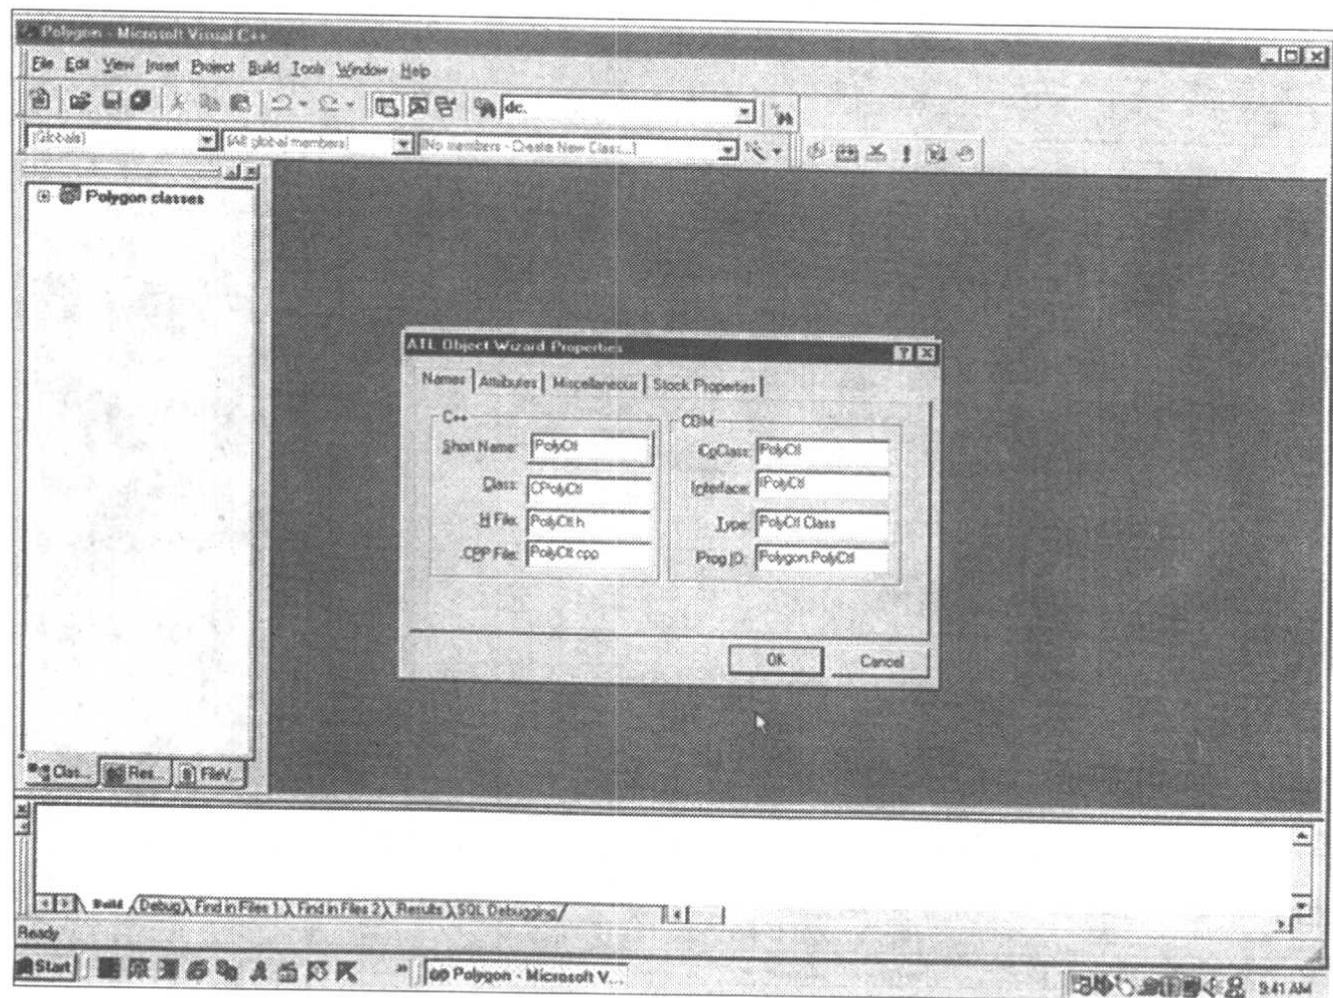 Polygon - Microsoft Visual C++
File Edit View Insert Project Build Tools Window Help
dc.
(Globals) (All global members) (No members - Create New Class...)
Polygon classes
ATL Object Wizard Properties
Names Attributes Miscellaneous Stock Properties
C++
Short Name: PolyCtl
Class: CPolyCtl
.H File: PolyCtl.h
.CPP File: PolyCtl.cpp
COM
CoClass: PolyCtl
Interface: IPolyCtl
Type: PolyCtl Class
Prog ID: Polygon.PolyCtl
OK Cancel
Clas... Res... FileV...
Build Debug Find in Files 1 Find in Files 2 Results SQL Debugging
Ready
Start » Polygon - Microsoft V... 9:41 AM